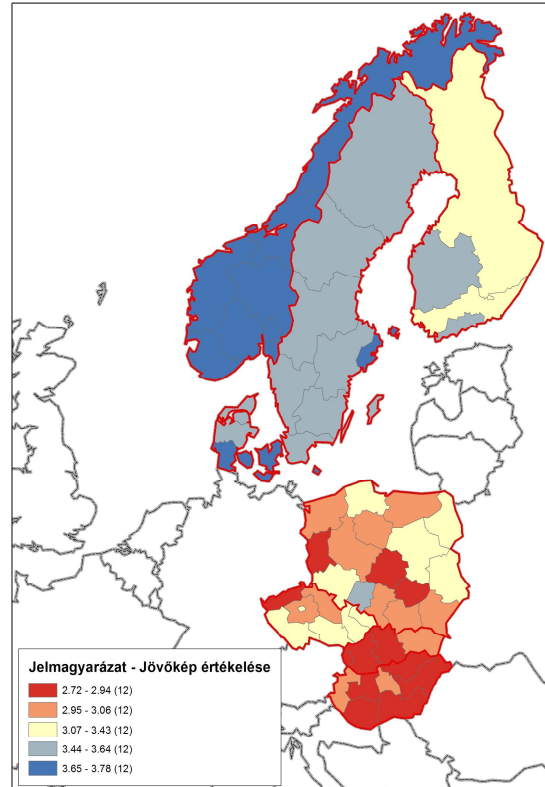 Jelmagyarázat - Jövőkép értékelése
2.72 - 2.94 (12)
2.95 - 3.06 (12)
3.07 - 3.43 (12)
3.44 - 3.64 (12)
3.65 - 3.78 (12)